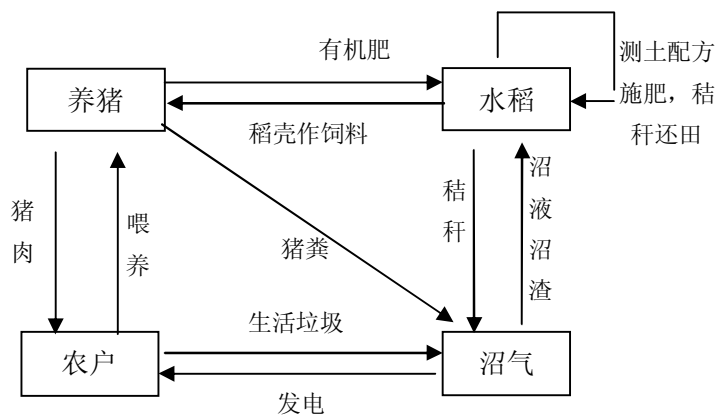 有机肥
测土配方
施肥，秸
秆还田
养猪
水稻
稻壳作饲料
猪肉
喂养
猪粪
秸秆
沼液沼渣
生活垃圾
农户
沼气
发电